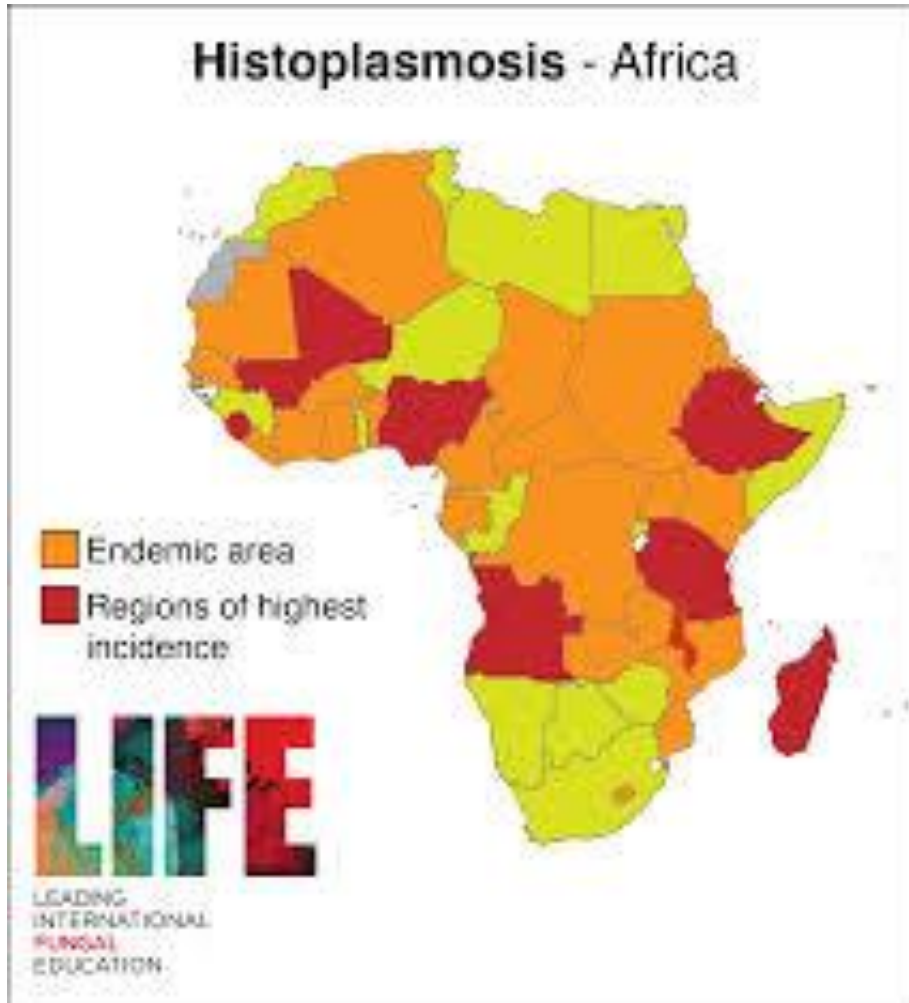 Histoplasmosis - Africa
Endemic area
Regions of highest
incidence
LIFE
LEADING
INTERNATIONAL
FUNGAL
EDUCATION